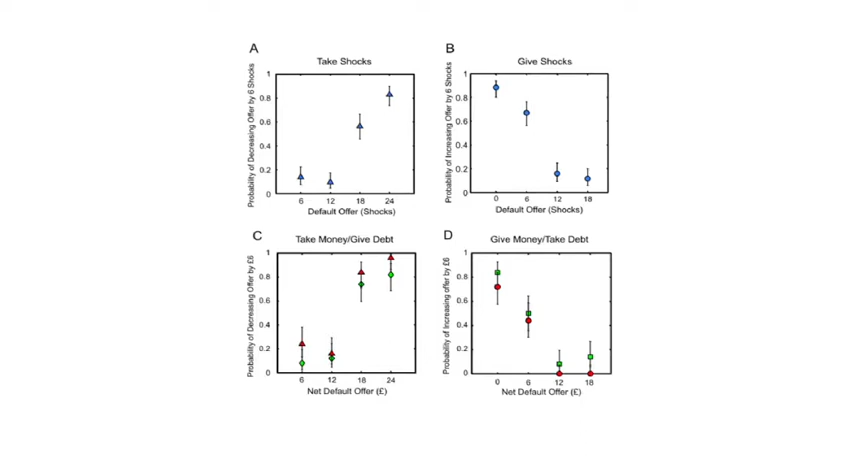 A
Take Shocks
Probability of Decreasing Offer by 6 Shocks
1
0.8
0.6
0.4
0.2
0
6 12 18 24
Default Offer (Shocks)
B
Give Shocks
Probability of Increasing Offer by 6 Shocks
1
0.8
0.6
0.4
0.2
0
0 6 12 18
Default Offer (Shocks)
C
Take Money/Give Debt
Probability of Decreasing Offer by £6
1
0.8
0.6
0.4
0.2
0
6 12 18 24
Net Default Offer (£)
D
Give Money/Take Debt
Probability of Increasing offer by £6
1
0.8
0.6
0.4
0.2
0
0 6 12 18
Net Default Offer (£)